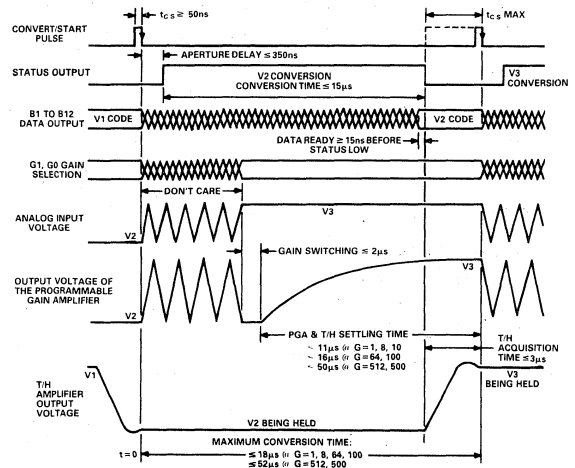 t CS ≥ 50ns
t CS MAX
CONVERT/START
PULSE
APERTURE DELAY ≤350ns
STATUS OUTPUT
V2 CONVERSION
CONVERSION TIME ≤ 15μs
V3
CONVERSION
B1 TO B12
DATA OUTPUT
V1 CODE
V2 CODE
DATA READY ≥ 15ns BEFORE
STATUS LOW
G1, G0 GAIN
SELECTION
DON'T CARE
ANALOG INPUT
VOLTAGE
V2
V3
GAIN SWITCHING ≤ 2μs
OUTPUT VOLTAGE OF
THE PROGRAMMABLE
GAIN AMPLIFIER
V2
V3
PGA & T/H SETTLING TIME
~ 11μs @ G = 1, 8, 10
~ 16μs @ G = 64, 100
~ 50μs @ G = 512, 500
T/H
ACQUISITION
TIME ≤3μs
V1
T/H
AMPLIFIER
OUTPUT
VOLTAGE
V3
BEING HELD
V2 BEING HELD
t = 0
MAXIMUM CONVERSION TIME:
≤18μs @ G = 1, 8, 64, 100
≤52μs @ G = 512, 500